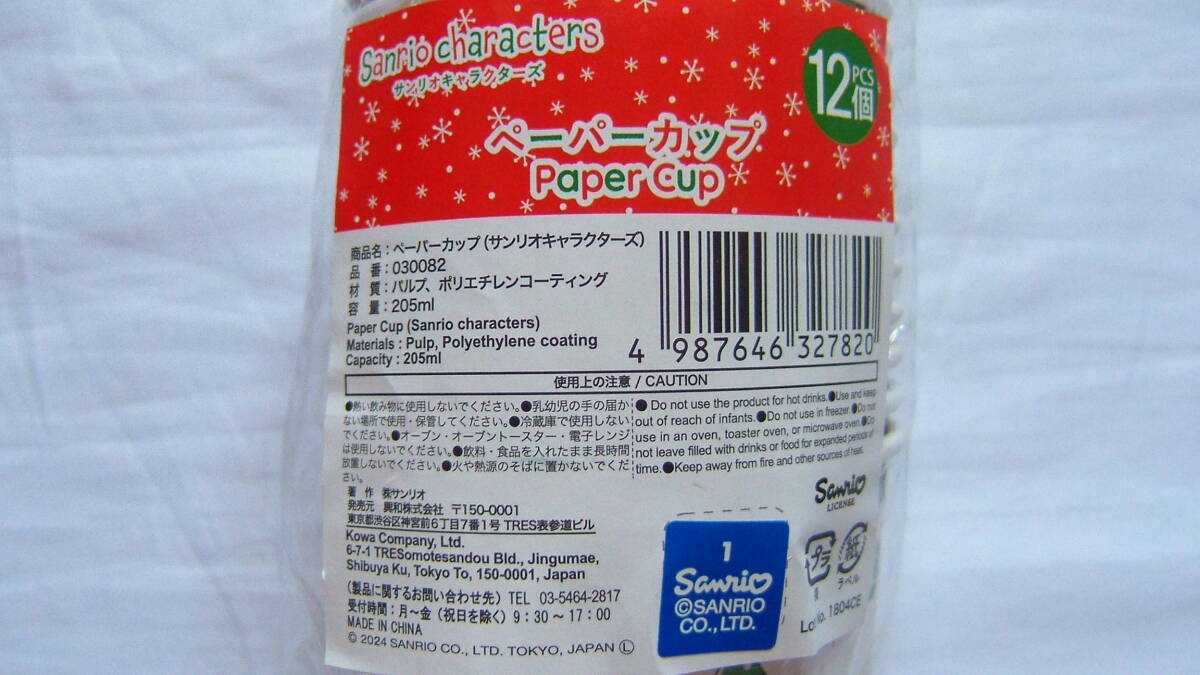 Sanrio characters
サンリオキャラクターズ
12 PCS
個
ペーパーカップ
Paper Cup
商品名：ペーパーカップ(サンリオキャラクターズ)
品 番：030082
材 質：パルプ、ポリエチレンコーティング
容 量：205ml
Paper Cup (Sanrio characters)
Materials : Pulp, Polyethylene coating
Capacity : 205ml
4 987646 327820
使用上の注意 / CAUTION
●熱い飲み物に使用しないでください。●乳幼児の手の届か
ない場所で使用・保管してください。●冷蔵庫で使用しない
でください。●オーブン・オーブントースター・電子レンジ
は使用しないでください。●飲料・食品を入れたまま長時間
放置しないでください。●火や熱源のそばに置かないでくだ
さい。
● Do not use the product for hot drinks.●Use and keep
out of reach of infants.●Do not use in freezer.●Do not
use in an oven, toaster oven, or microwave oven.●Do
not leave filled with drinks or food for expanded periods of
time.●Keep away from fire and other sources of heat.
著 作 ㈱サンリオ
発売元 興和株式会社 〒150-0001
東京都渋谷区神宮前6丁目7番1号 TRES表参道ビル
Kowa Company, Ltd.
6-7-1 TRESomotesandou Bld., Jingumae,
Shibuya Ku, Tokyo To, 150-0001, Japan
(製品に関するお問い合わせ先) TEL 03-5464-2817
受付時間：月～金(祝日を除く) 9：30～17：00
MADE IN CHINA
© 2024 SANRIO CO., LTD. TOKYO, JAPAN Ⓛ
1
Sanrio
©SANRIO
CO., LTD.
Sanrio
LICENSE
プラ
紙
ラベル
Lot No. 1804CE